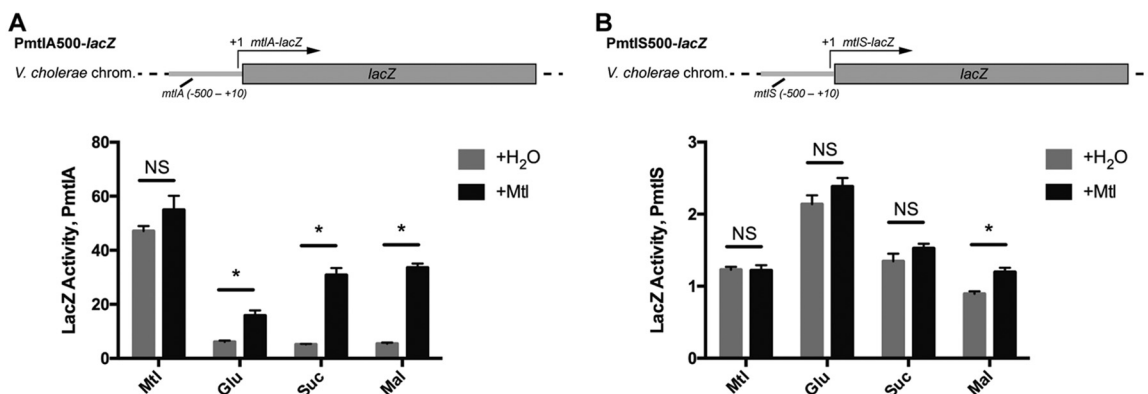 A
PmtIA500-lacZ
+1 mtlA-lacZ
V. cholerae chrom.
lacZ
mtlA (-500 – +10)
LacZ Activity, PmtlA
80
60
40
20
0
NS
*
*
*
+H2O
+Mtl
Mtl
Glu
Suc
Mal
B
PmtIS500-lacZ
+1 mtlS-lacZ
V. cholerae chrom.
lacZ
mtlS (-500 – +10)
LacZ Activity, PmtlS
3
2
1
0
NS
NS
NS
*
+H2O
+Mtl
Mtl
Glu
Suc
Mal